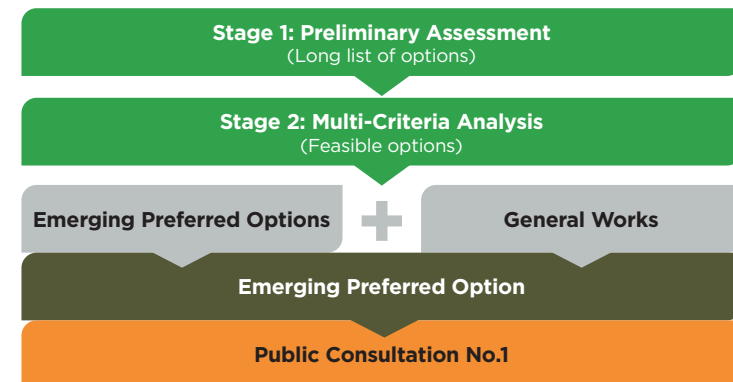 Stage 1: Preliminary Assessment
(Long list of options)
Stage 2: Multi-Criteria Analysis
(Feasible options)
Emerging Preferred Options
+
General Works
Emerging Preferred Option
Public Consultation No.1